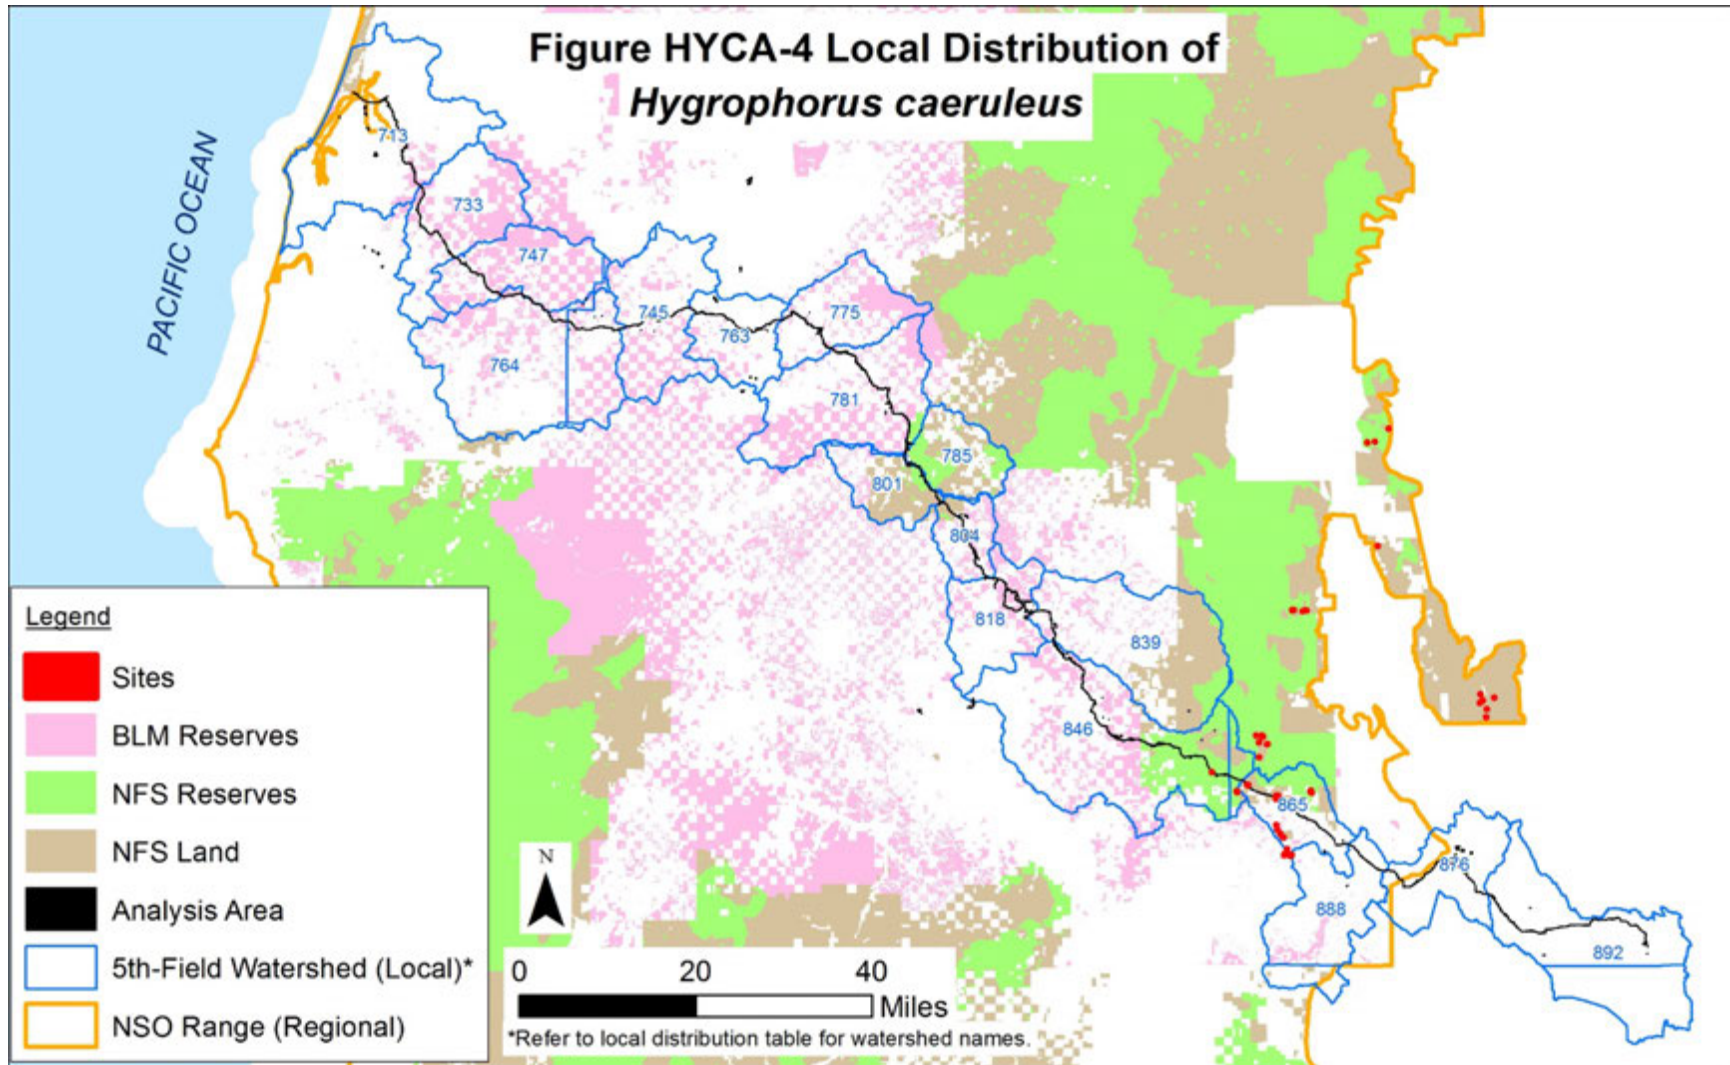 Figure HYCA-4 Local Distribution of
Hygrophorus caeruleus
PACIFIC OCEAN
713
733
747
745
775
763
764
781
785
801
804
818
839
846
865
876
888
892
Legend
Sites
BLM Reserves
NFS Reserves
NFS Land
Analysis Area
5th-Field Watershed (Local)*
NSO Range (Regional)
N
0 20 40
Miles
*Refer to local distribution table for watershed names.